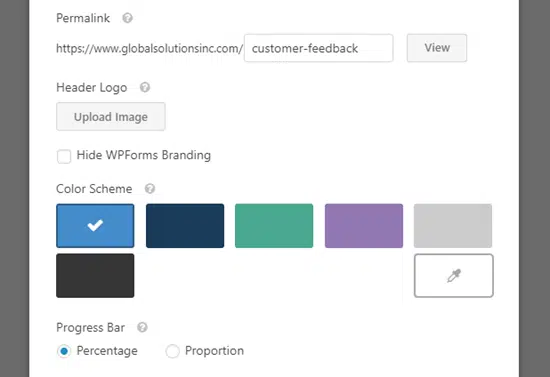 Permalink
https://www.globalsolutionsinc.com/ customer-feedback View
Header Logo
Upload Image
Hide WPForms Branding
Color Scheme
Progress Bar
Percentage Proportion